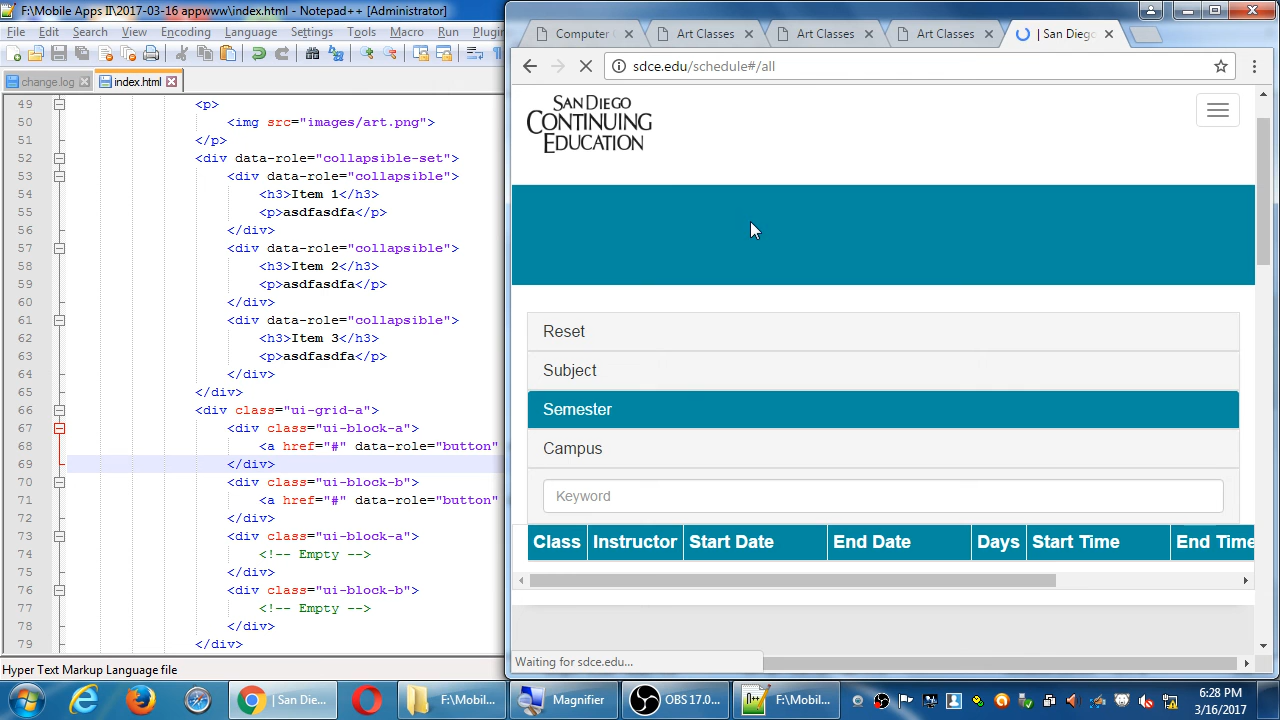 F:\Mobile Apps II\2017-03-16 appwww\index.html - Notepad++ [Administrator]
File Edit Search View Encoding Language Settings Tools Macro Run Plugin
change.log index.html
49 <p>
50 <img src="images/art.png">
51 </p>
52 <div data-role="collapsible-set">
53 <div data-role="collapsible">
54 <h3>Item 1</h3>
55 <p>asdfasdfa</p>
56 </div>
57 <div data-role="collapsible">
58 <h3>Item 2</h3>
59 <p>asdfasdfa</p>
60 </div>
61 <div data-role="collapsible">
62 <h3>Item 3</h3>
63 <p>asdfasdfa</p>
64 </div>
65 </div>
66 <div class="ui-grid-a">
67 <div class="ui-block-a">
68 <a href="#" data-role="button"
69 </div>
70 <div class="ui-block-b">
71 <a href="#" data-role="button"
72 </div>
73 <div class="ui-block-a">
74 <!-- Empty -->
75 </div>
76 <div class="ui-block-b">
77 <!-- Empty -->
78 </div>
79 </div>
Hyper Text Markup Language file
Computer Art Classes Art Classes Art Classes | San Diego
sdce.edu/schedule#/all
SAN DIEGO
CONTINUING
EDUCATION
Reset
Subject
Semester
Campus
Keyword
Class Instructor Start Date End Date Days Start Time End Time
Waiting for sdce.edu...
| San Die... F:\Mobil... Magnifier OBS 17.0... F:\Mobil...
6:28 PM
3/16/2017